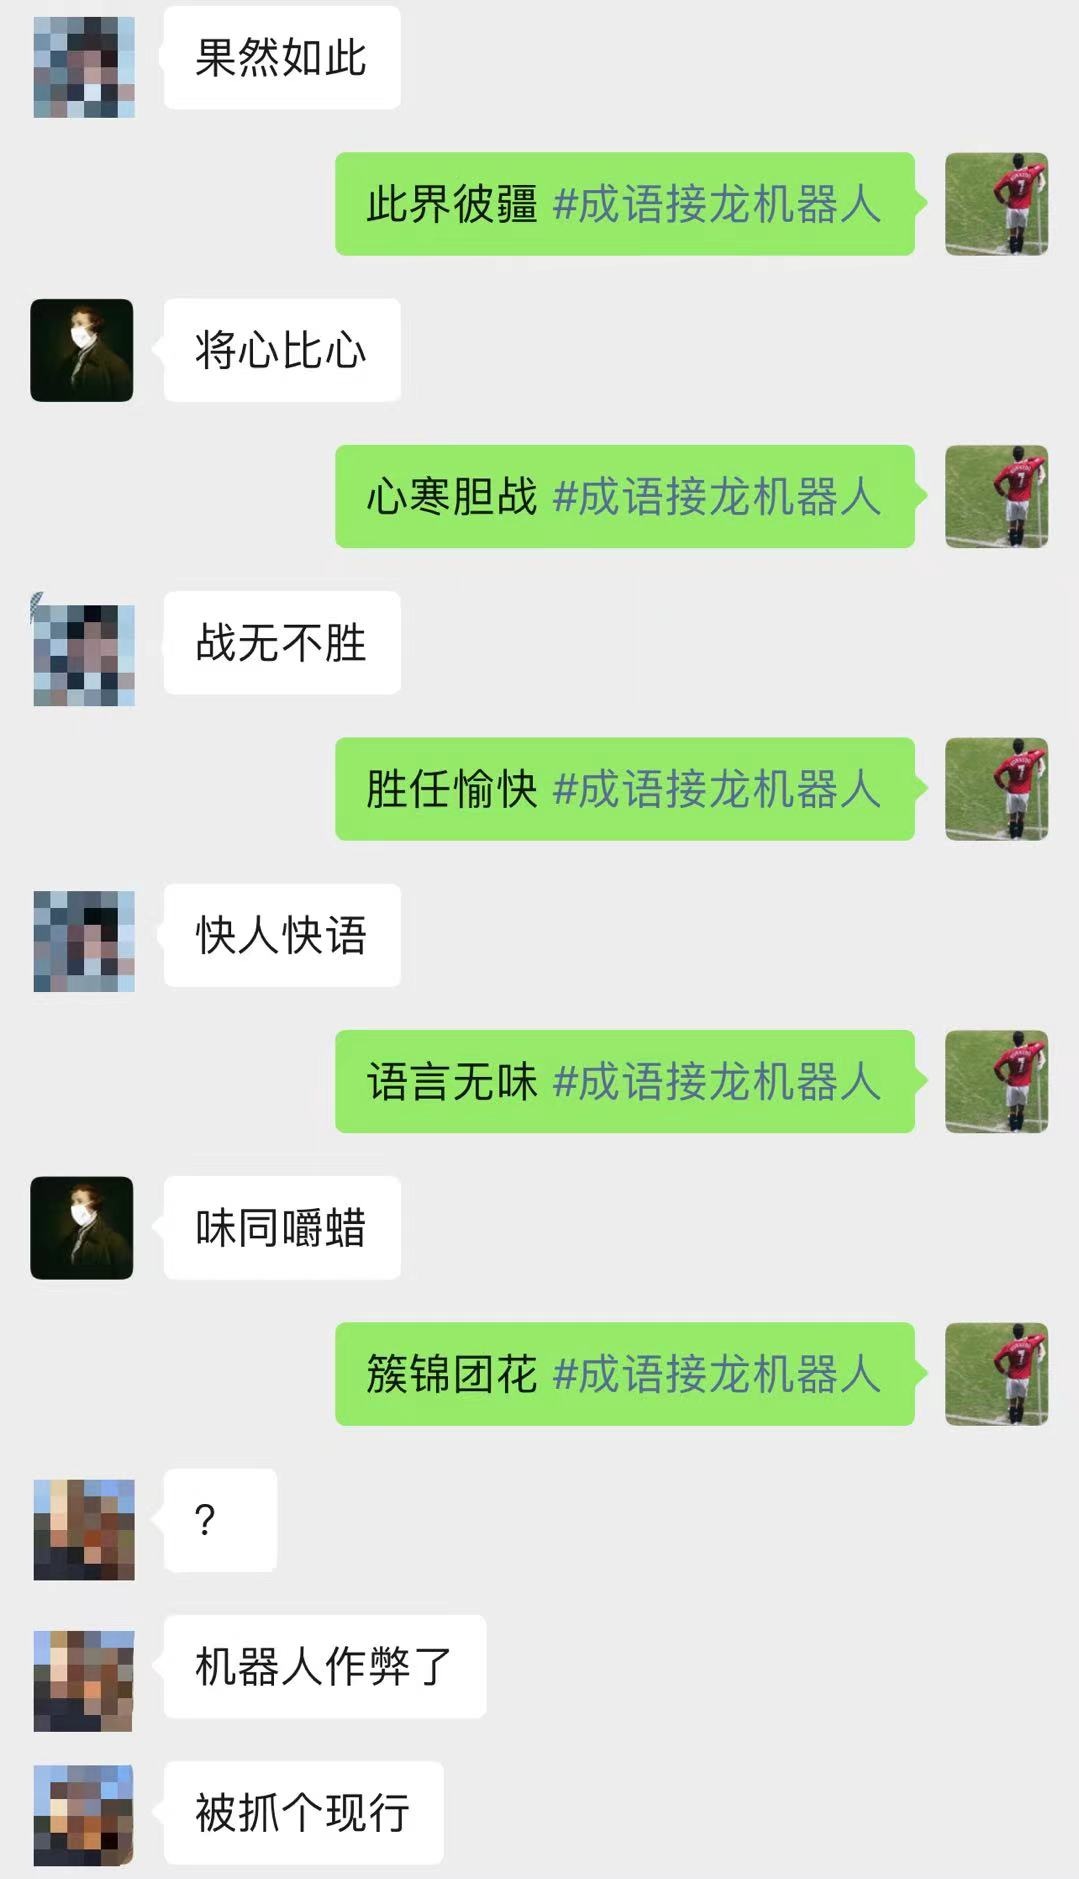 果然如此
此界彼疆 #成语接龙机器人
将心比心
心寒胆战 #成语接龙机器人
战无不胜
胜任愉快 #成语接龙机器人
快人快语
语言无味 #成语接龙机器人
味同嚼蜡
簇锦团花 #成语接龙机器人
?
机器人作弊了
被抓个现行